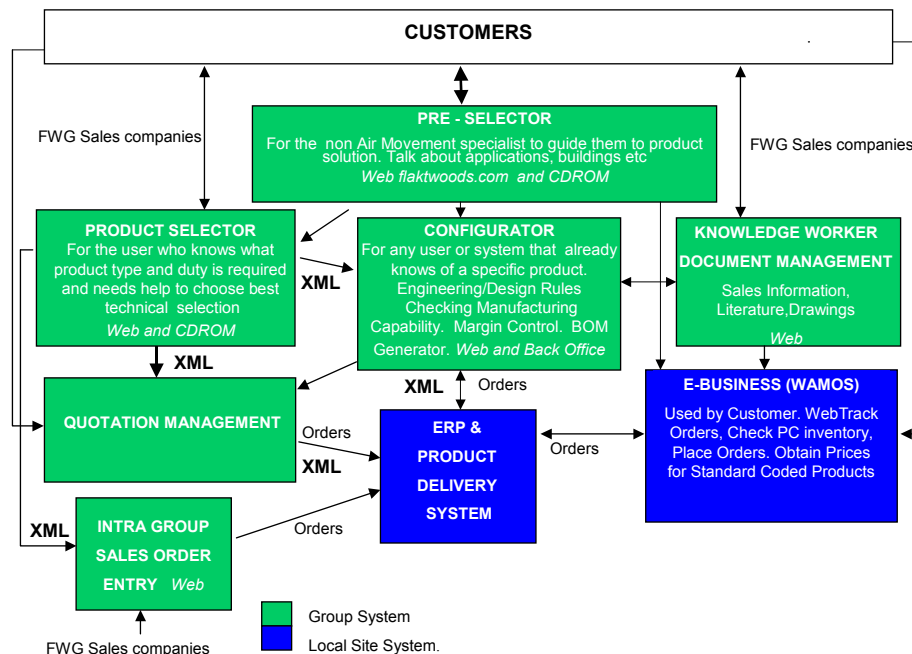 CUSTOMERS
FWG Sales companies
PRE - SELECTOR
For the non Air Movement specialist to guide them to product
solution. Talk about applications, buildings etc
Web flaktwoods.com and CDROM
FWG Sales companies
PRODUCT SELECTOR
For the user who knows what
product type and duty is required
and needs help to choose best
technical selection
Web and CDROM
XML
CONFIGURATOR
For any user or system that already
knows of a specific product.
Engineering/Design Rules
Checking Manufacturing
Capability. Margin Control. BOM
Generator. Web and Back Office
KNOWLEDGE WORKER
DOCUMENT MANAGEMENT
Sales Information,
Literature,Drawings
Web
XML
XML
Orders
QUOTATION MANAGEMENT
Orders
XML
ERP &
PRODUCT
DELIVERY
SYSTEM
Orders
E-BUSINESS (WAMOS)
Used by Customer. WebTrack
Orders, Check PC inventory,
Place Orders. Obtain Prices
for Standard Coded Products
XML
INTRA GROUP
SALES ORDER
ENTRY Web
Orders
FWG Sales companies
Group System
Local Site System.